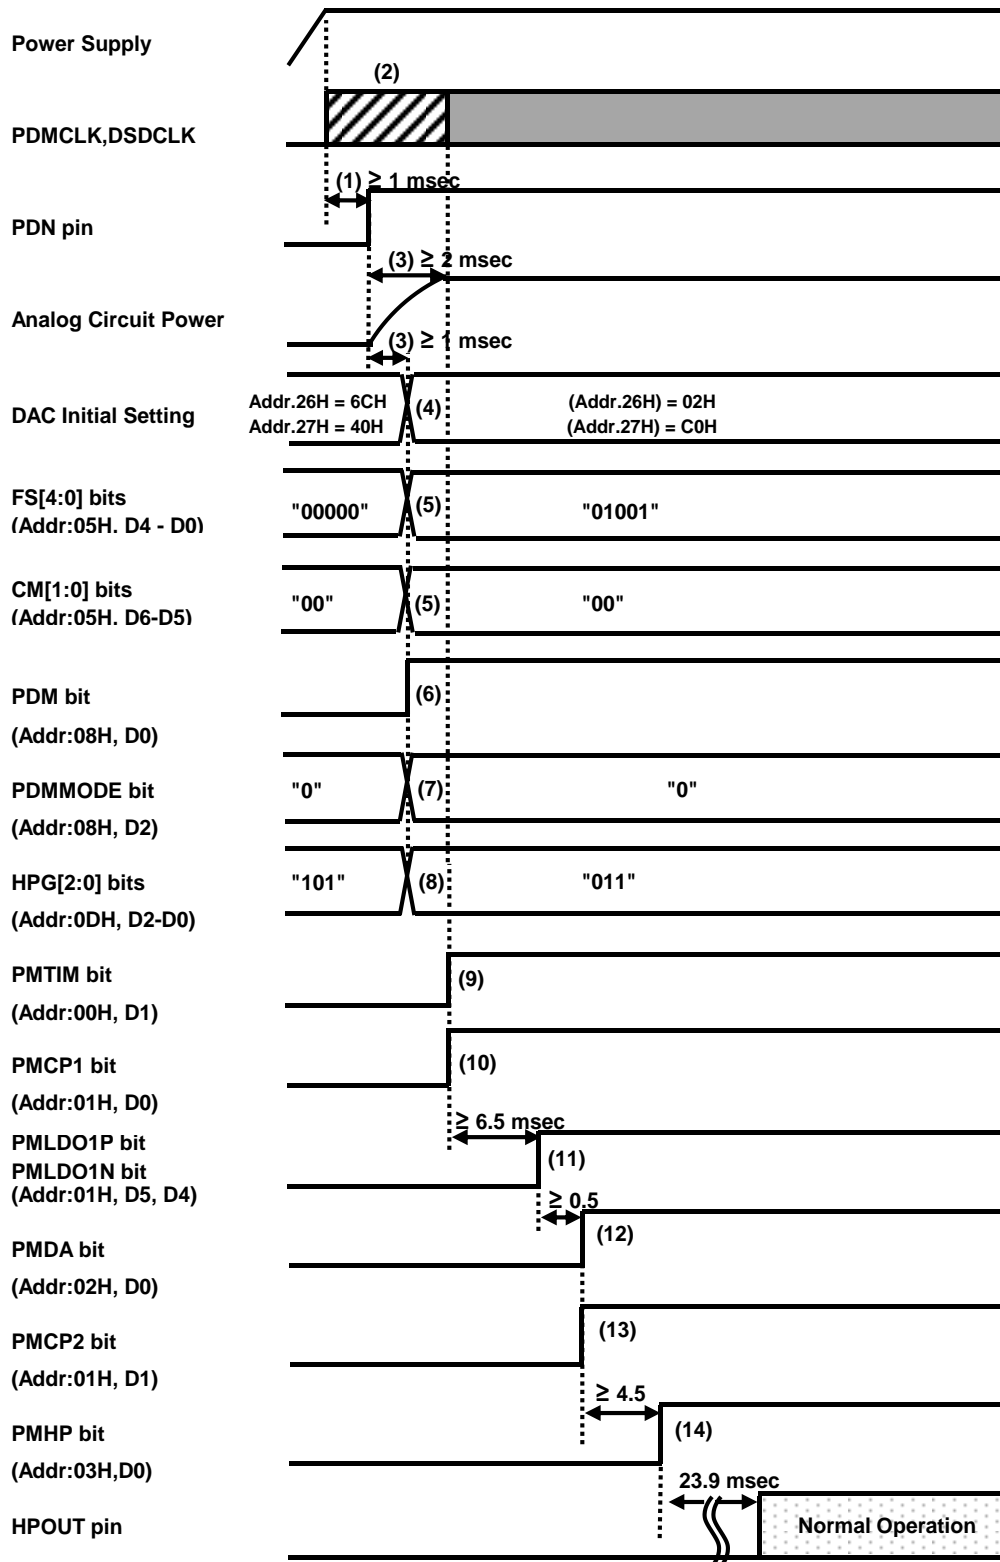 Power Supply
(2)
PDMCLK,DSDCLK
(1) ≥ 1 msec
PDN pin
(3) ≥ 2 msec
Analog Circuit Power
(3) ≥ 1 msec
DAC Initial Setting
Addr.26H = 6CH
Addr.27H = 40H
(4)
(Addr.26H) = 02H
(Addr.27H) = C0H
FS[4:0] bits
(Addr:05H. D4 - D0)
"00000"
(5)
"01001"
CM[1:0] bits
(Addr:05H. D6-D5)
"00"
(5)
"00"
PDM bit
(Addr:08H, D0)
(6)
PDMMODE bit
(Addr:08H, D2)
"0"
(7)
"0"
HPG[2:0] bits
(Addr:0DH, D2-D0)
"101"
(8)
"011"
PMTIM bit
(Addr:00H, D1)
(9)
PMCP1 bit
(Addr:01H, D0)
(10)
≥ 6.5 msec
PMLDO1P bit
PMLDO1N bit
(Addr:01H, D5, D4)
(11)
≥ 0.5
PMDA bit
(Addr:02H, D0)
(12)
PMCP2 bit
(Addr:01H, D1)
(13)
≥ 4.5
PMHP bit
(Addr:03H,D0)
(14)
23.9 msec
HPOUT pin
Normal Operation